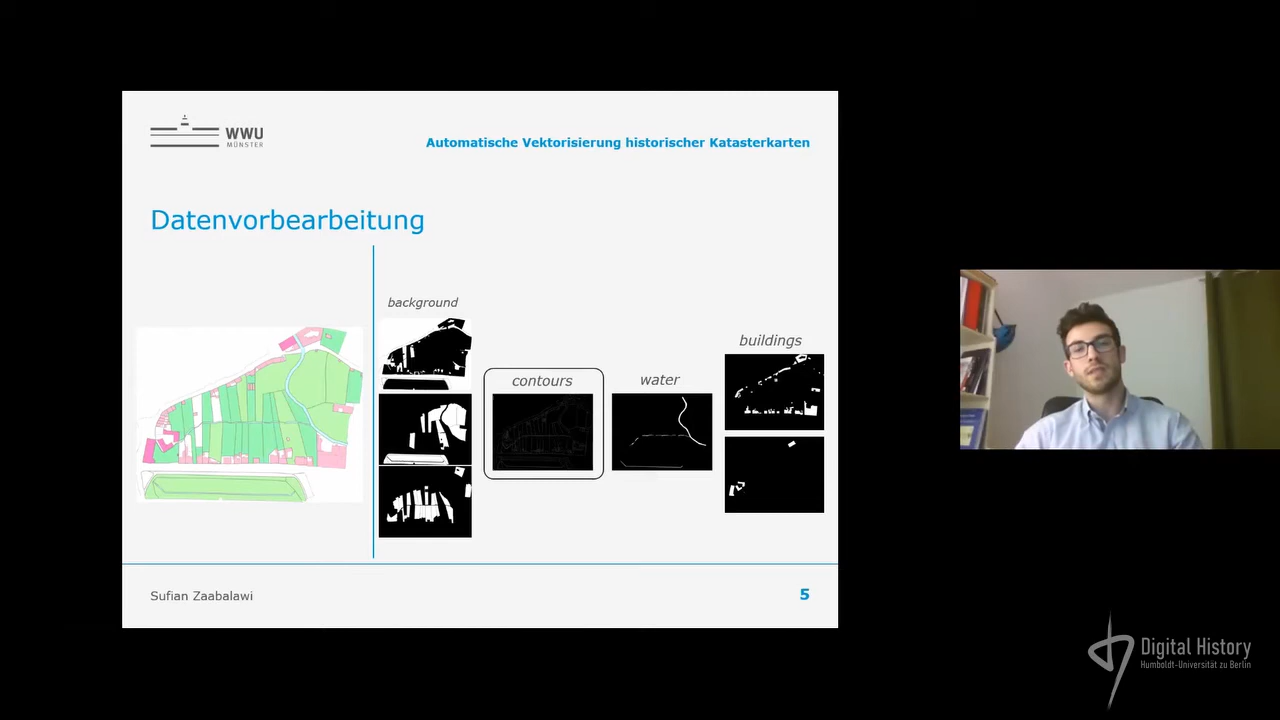 WWU
MÜNSTER
Automatische Vektorisierung historischer Katasterkarten
Datenvorbearbeitung
background
contours
water
buildings
Sufian Zaabalawi
5
Digital History
Humboldt-Universität zu Berlin